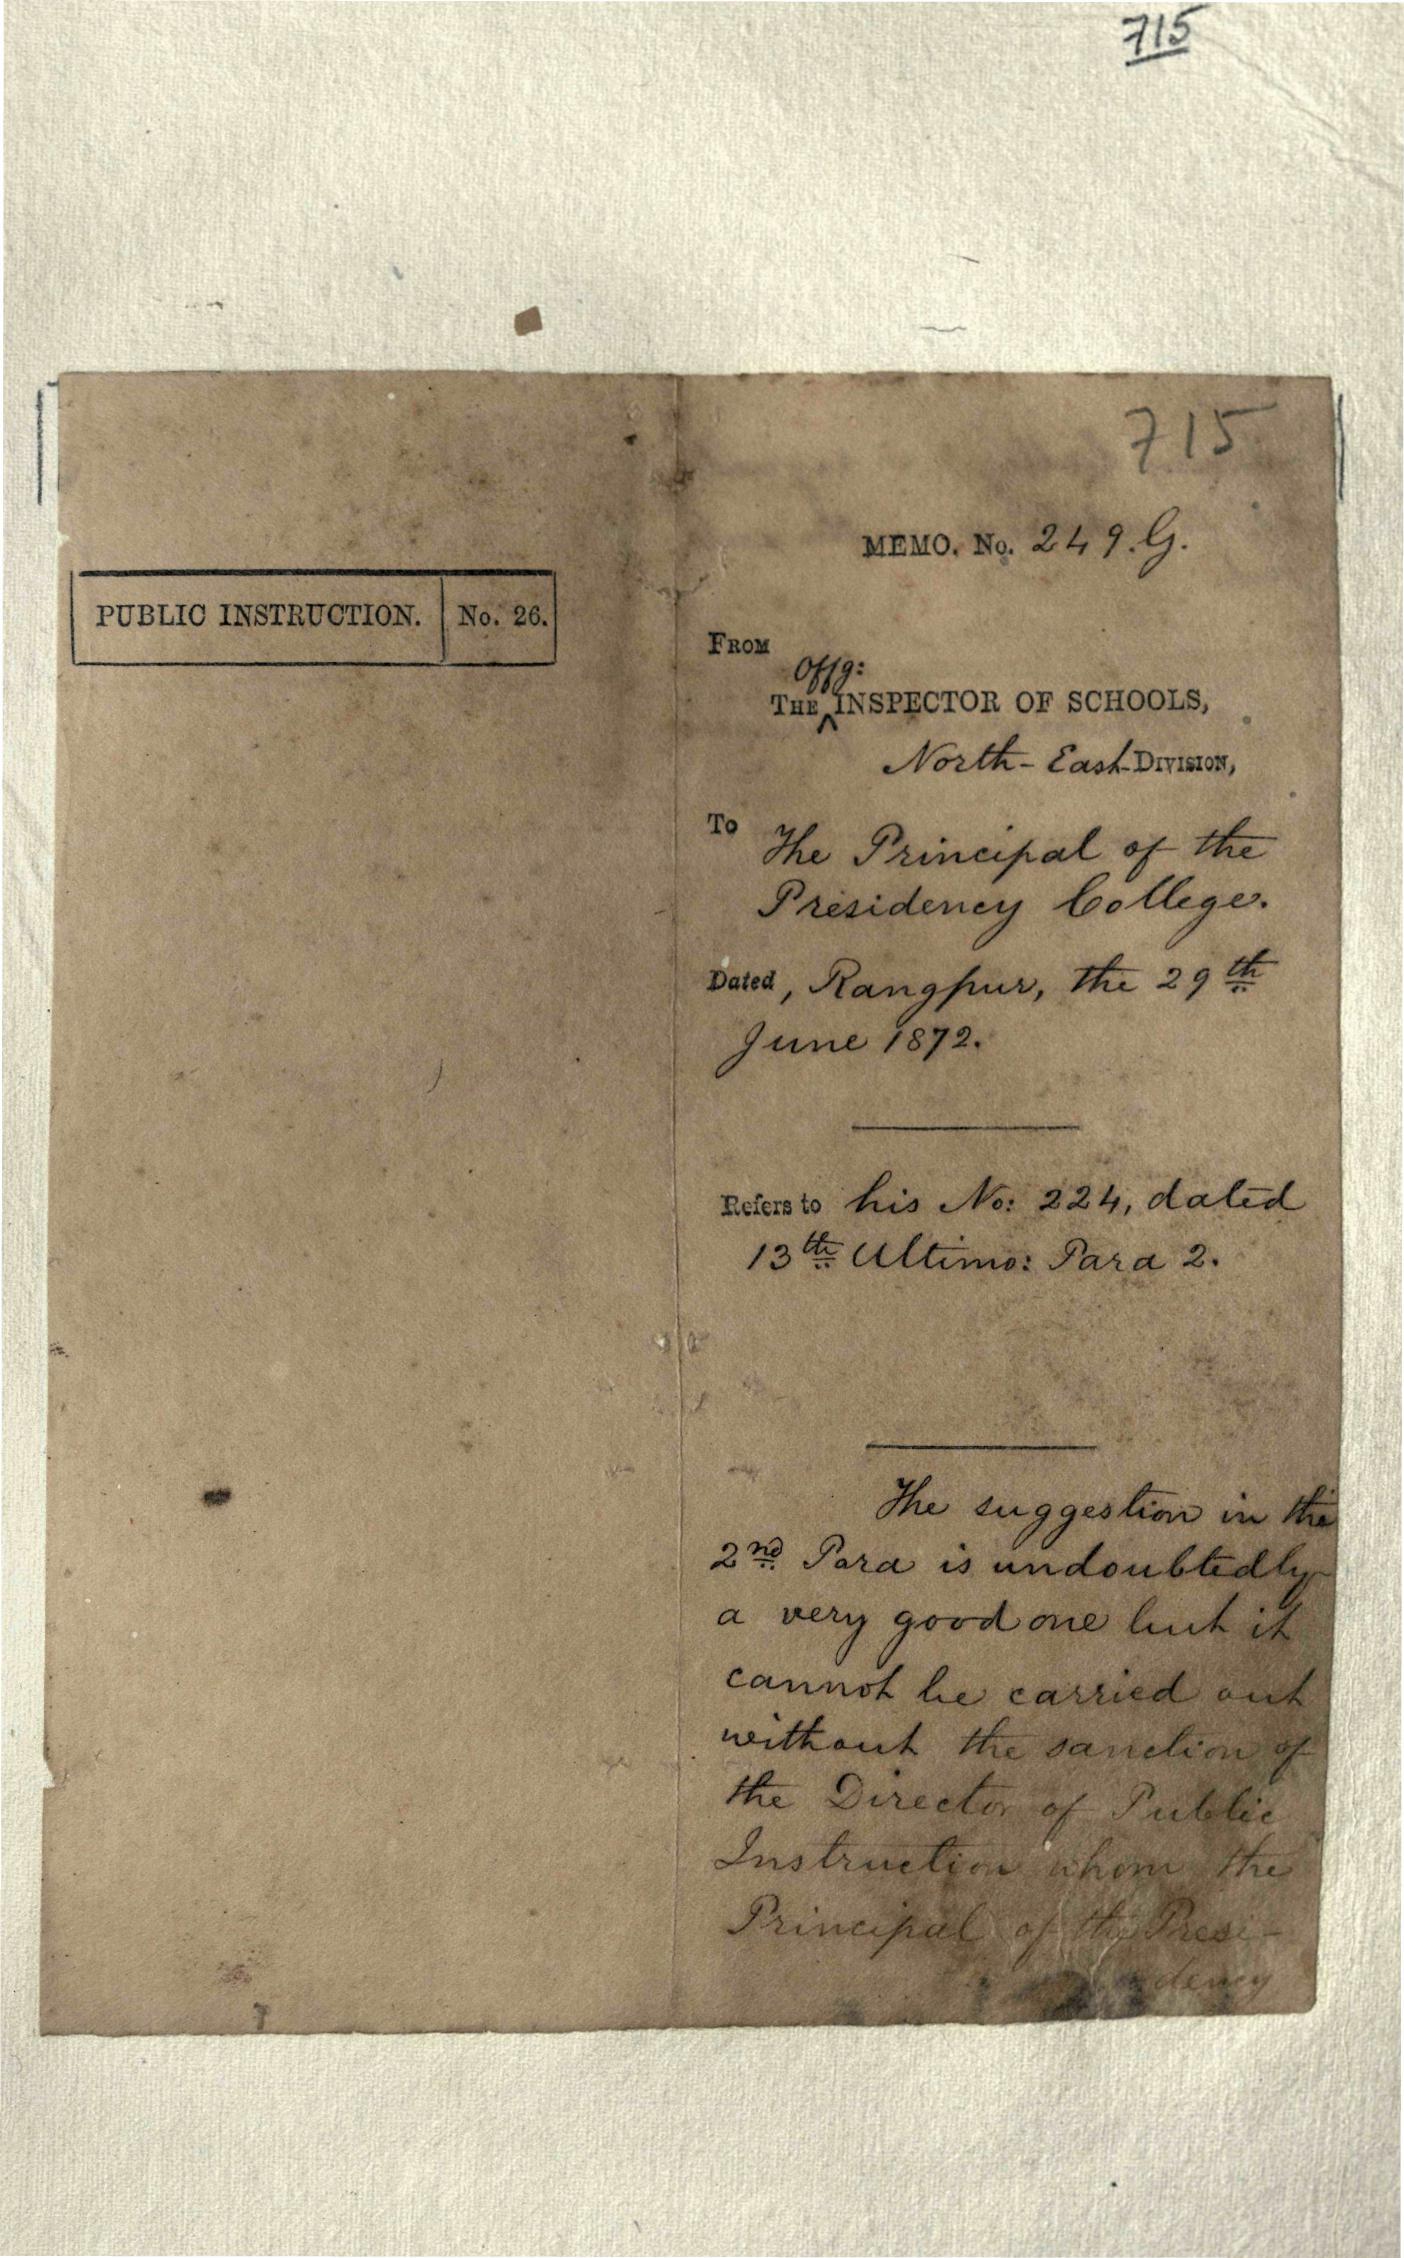 715
715
MEMO. No. 249.G.
PUBLIC INSTRUCTION. No. 26.
FROM
Offg:
THE ^ INSPECTOR OF SCHOOLS,
North-East DIVISION,
To The Principal of the
Presidency College.
Dated, Rangpur, the 29th
June 1872.
Refers to his No: 224, dated
13th Ultimo: Para 2.
The suggestion in the
2nd Para is undoubtedly
a very good one but it
cannot be carried out
without the sanction of
the Director of Public
Instruction whom the
Principal of the Presi-
dency